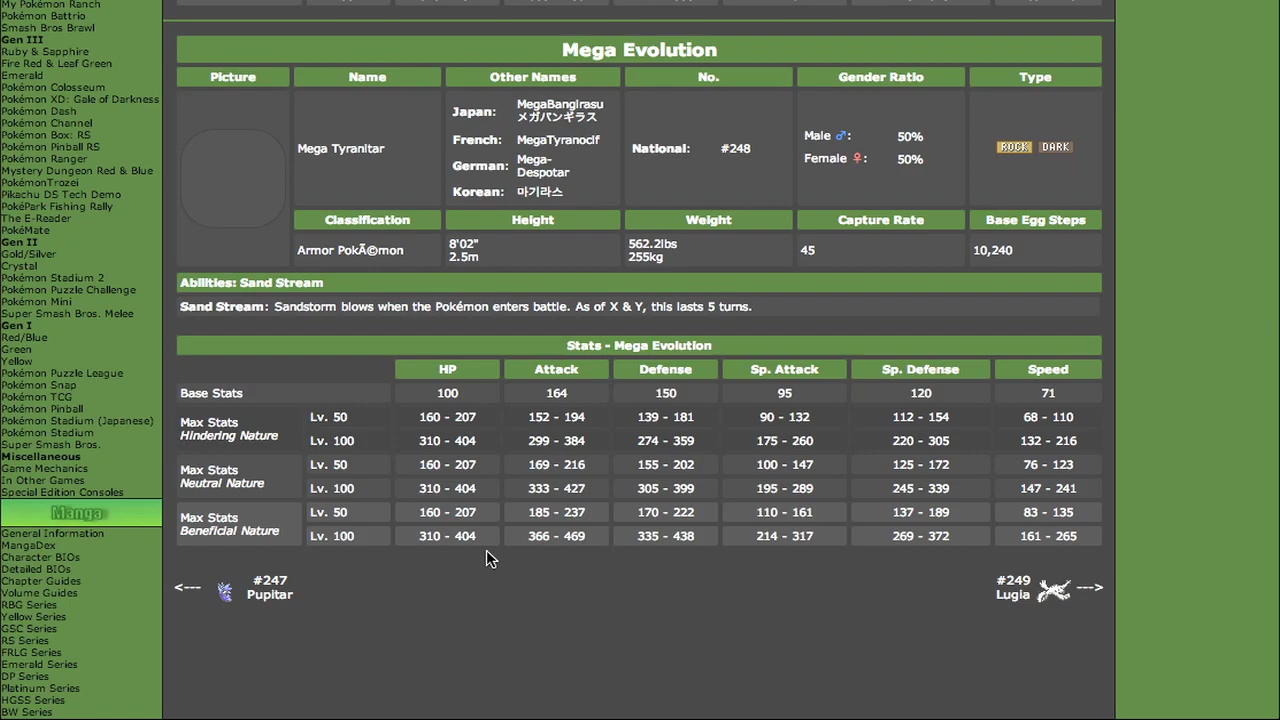 My Pokémon Ranch
Pokémon Battrio
Smash Bros Brawl
Gen III
Ruby & Sapphire
Fire Red & Leaf Green
Emerald
Pokémon Colosseum
Pokémon XD: Gale of Darkness
Pokémon Dash
Pokémon Channel
Pokémon Box: RS
Pokémon Pinball RS
Pokémon Ranger
Mystery Dungeon Red & Blue
PokémonTrozei
Pikachu DS Tech Demo
PokéPark Fishing Rally
The E-Reader
PokéMate
Gen II
Gold/Silver
Crystal
Pokémon Stadium 2
Pokémon Puzzle Challenge
Pokémon Mini
Super Smash Bros. Melee
Gen I
Red/Blue
Green
Yellow
Pokémon Puzzle League
Pokémon Snap
Pokémon TCG
Pokémon Pinball
Pokémon Stadium (Japanese)
Pokémon Stadium
Super Smash Bros.
Miscellaneous
Game Mechanics
In Other Games
Special Edition Consoles
Manga
General Information
MangaDex
Character BIOs
Detailed BIOs
Chapter Guides
Volume Guides
RBG Series
Yellow Series
GSC Series
RS Series
FRLG Series
Emerald Series
DP Series
Platinum Series
HGSS Series
BW Series
Mega Evolution
Picture Name Other Names No. Gender Ratio Type
Mega Tyranitar
Japan: MegaBangirasu
メガバンギラス
French: MegaTyranocif
German: Mega-
Despotar
Korean: 마기라스
National: #248
Male ♂: 50%
Female ♀: 50%
ROCK DARK
Classification Height Weight Capture Rate Base Egg Steps
Armor PokÃ©mon
8'02"
2.5m
562.2lbs
255kg
45
10,240
Abilities: Sand Stream
Sand Stream: Sandstorm blows when the Pokémon enters battle. As of X & Y, this lasts 5 turns.
Stats - Mega Evolution
HP Attack Defense Sp. Attack Sp. Defense Speed
Base Stats 100 164 150 95 120 71
Max Stats
Hindering Nature
Lv. 50 160 - 207 152 - 194 139 - 181 90 - 132 112 - 154 68 - 110
Lv. 100 310 - 404 299 - 384 274 - 359 175 - 260 220 - 305 132 - 216
Max Stats
Neutral Nature
Lv. 50 160 - 207 169 - 216 155 - 202 100 - 147 125 - 172 76 - 123
Lv. 100 310 - 404 333 - 427 305 - 399 195 - 289 245 - 339 147 - 241
Max Stats
Beneficial Nature
Lv. 50 160 - 207 185 - 237 170 - 222 110 - 161 137 - 189 83 - 135
Lv. 100 310 - 404 366 - 469 335 - 438 214 - 317 269 - 372 161 - 265
<--- #247
Pupitar
#249
Lugia --->